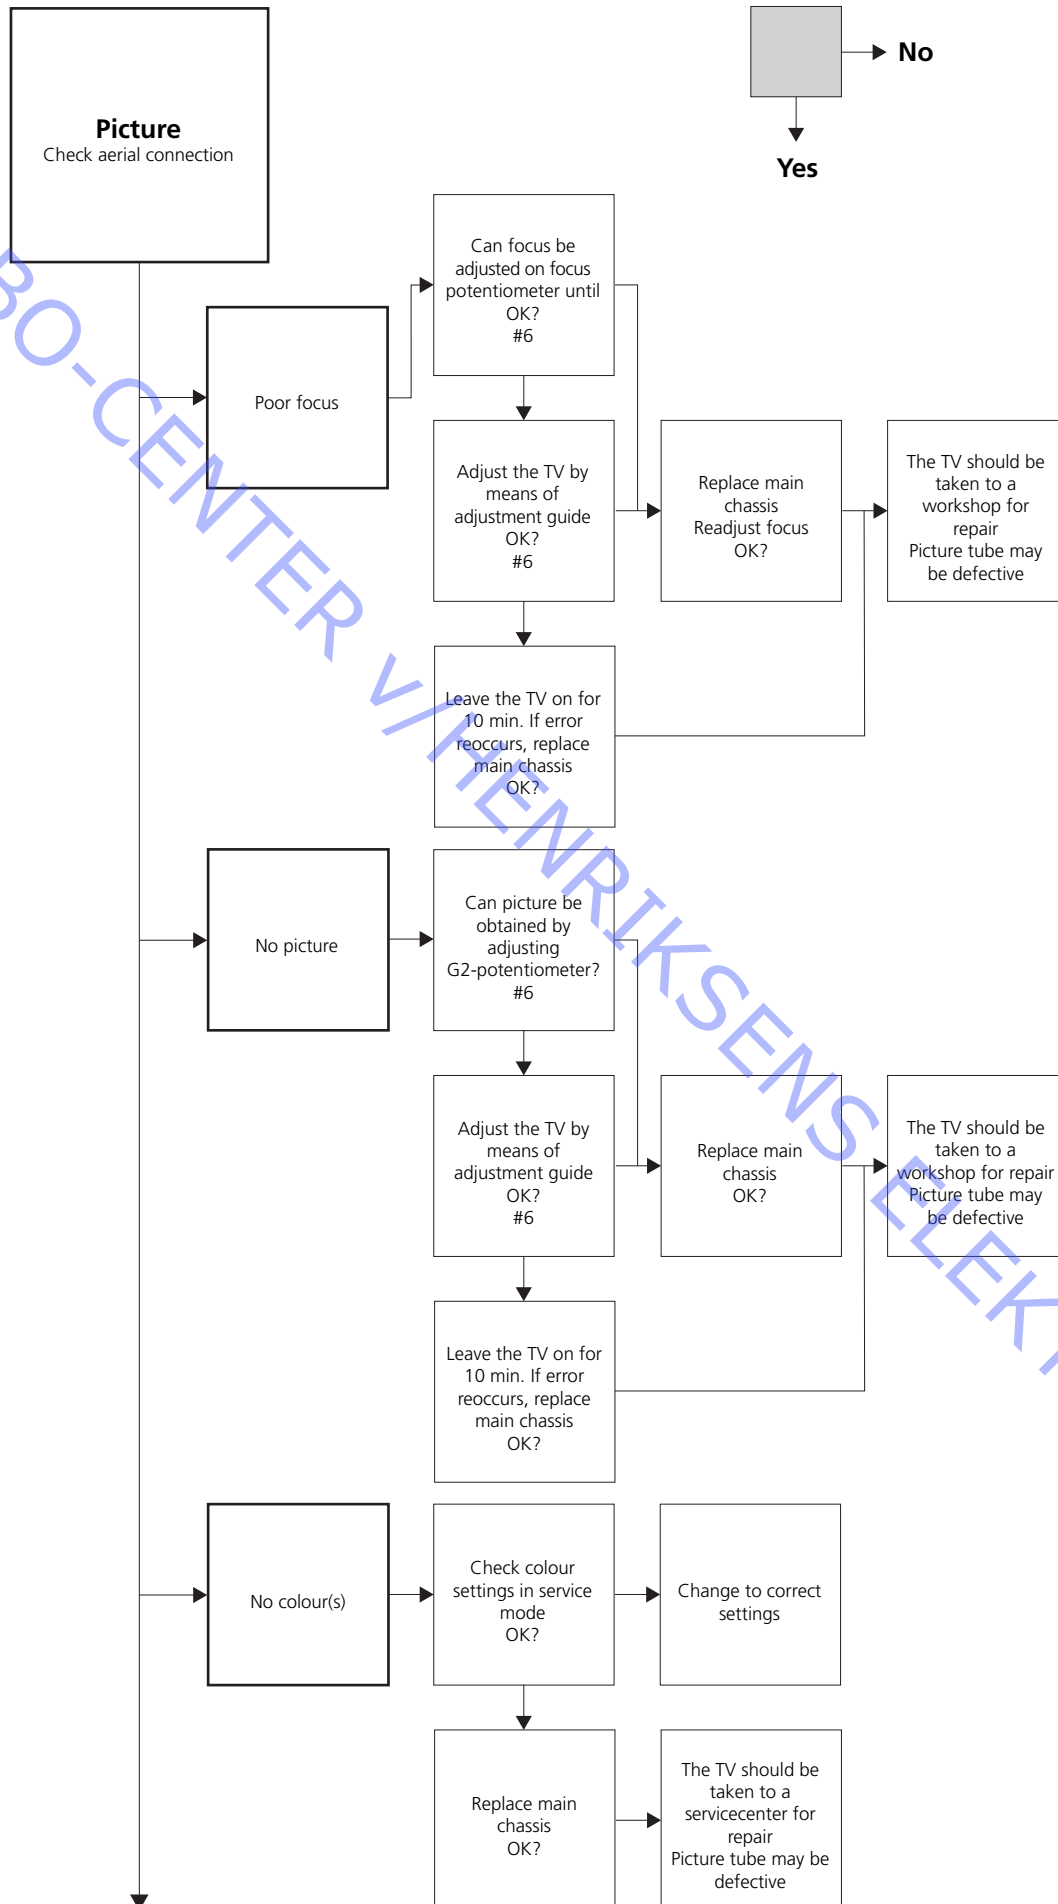 No
Yes
Picture
Check aerial connection
Poor focus
Can focus be
adjusted on focus
potentiometer until
OK?
#6
Adjust the TV by
means of
adjustment guide
OK?
#6
Replace main
chassis
Readjust focus
OK?
The TV should be
taken to a
workshop for
repair
Picture tube may
be defective
Leave the TV on for
10 min. If error
reoccurs, replace
main chassis
OK?
No picture
Can picture be
obtained by
adjusting
G2-potentiometer?
#6
Adjust the TV by
means of
adjustment guide
OK?
#6
Replace main
chassis
OK?
The TV should be
taken to a
workshop for repair
Picture tube may
be defective
Leave the TV on for
10 min. If error
reoccurs, replace
main chassis
OK?
No colour(s)
Check colour
settings in service
mode
OK?
Change to correct
settings
Replace main
chassis
OK?
The TV should be
taken to a
servicecenter for
repair
Picture tube may be
defective
BO-CENTER v/HENRIKSENS ELEKT